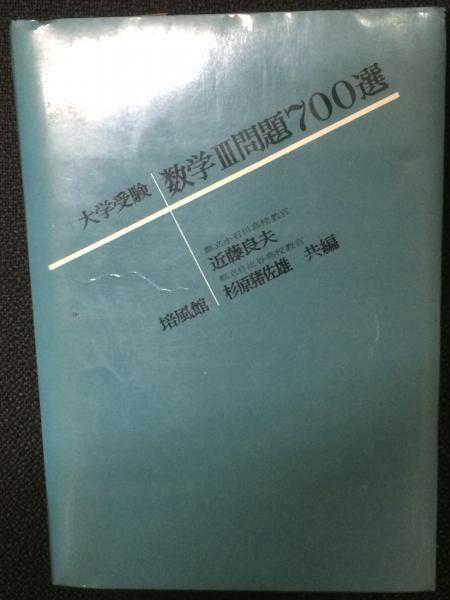 大学受験 数学III問題700選
都立小石川高校教官
近藤良夫
都立日比谷高校教官
杉原猪佐雄 共編
培風館